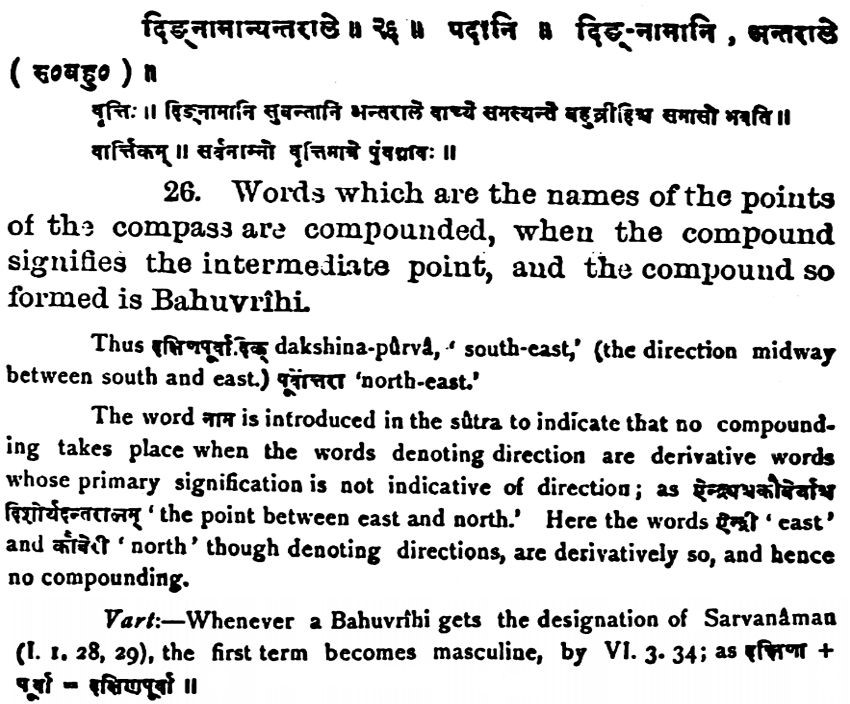 दिङ्नामान्यन्तराले ॥ २६ ॥ पदानि ॥ दिङ्-नामानि , अन्तराले
( स०बहु० ) ॥
वृत्तिः ॥ दिङ्नामानि सुबन्तानि अन्तराले वाच्ये समस्यन्ते बहुव्रीहिश्च समासो भवति ॥
वार्त्तिकम् ॥ सर्वनाम्नो वृत्तिमात्रे पुंवद्भावः ॥
26. Words which are the names of the points
of the compass are compounded, when the compound
signifies the intermediate point, and the compound so
formed is Bahuvrîhi.
Thus दक्षिणपूर्वा दिक् dakshina-pûrvâ, ‘ south-east,’ (the direction midway
between south and east.) पूर्वोत्तरा ‘north-east.’
The word नाम is introduced in the sûtra to indicate that no compound-
ing takes place when the words denoting direction are derivative words
whose primary signification is not indicative of direction ; as ऐन्द्र्याश्चकौबेर्याश्च
दिशोर्यदन्तरालम् ‘ the point between east and north.’ Here the words ऐन्द्री ‘ east ’
and कौबेरी ‘ north ’ though denoting directions, are derivatively so, and hence
no compounding.
Vart:—Whenever a Bahuvrîhi gets the designation of Sarvanâman
(I. 1. 28, 29), the first term becomes masculine, by VI. 3. 34; as दक्षिणा +
पूर्वा = दक्षिणपूर्वा ॥